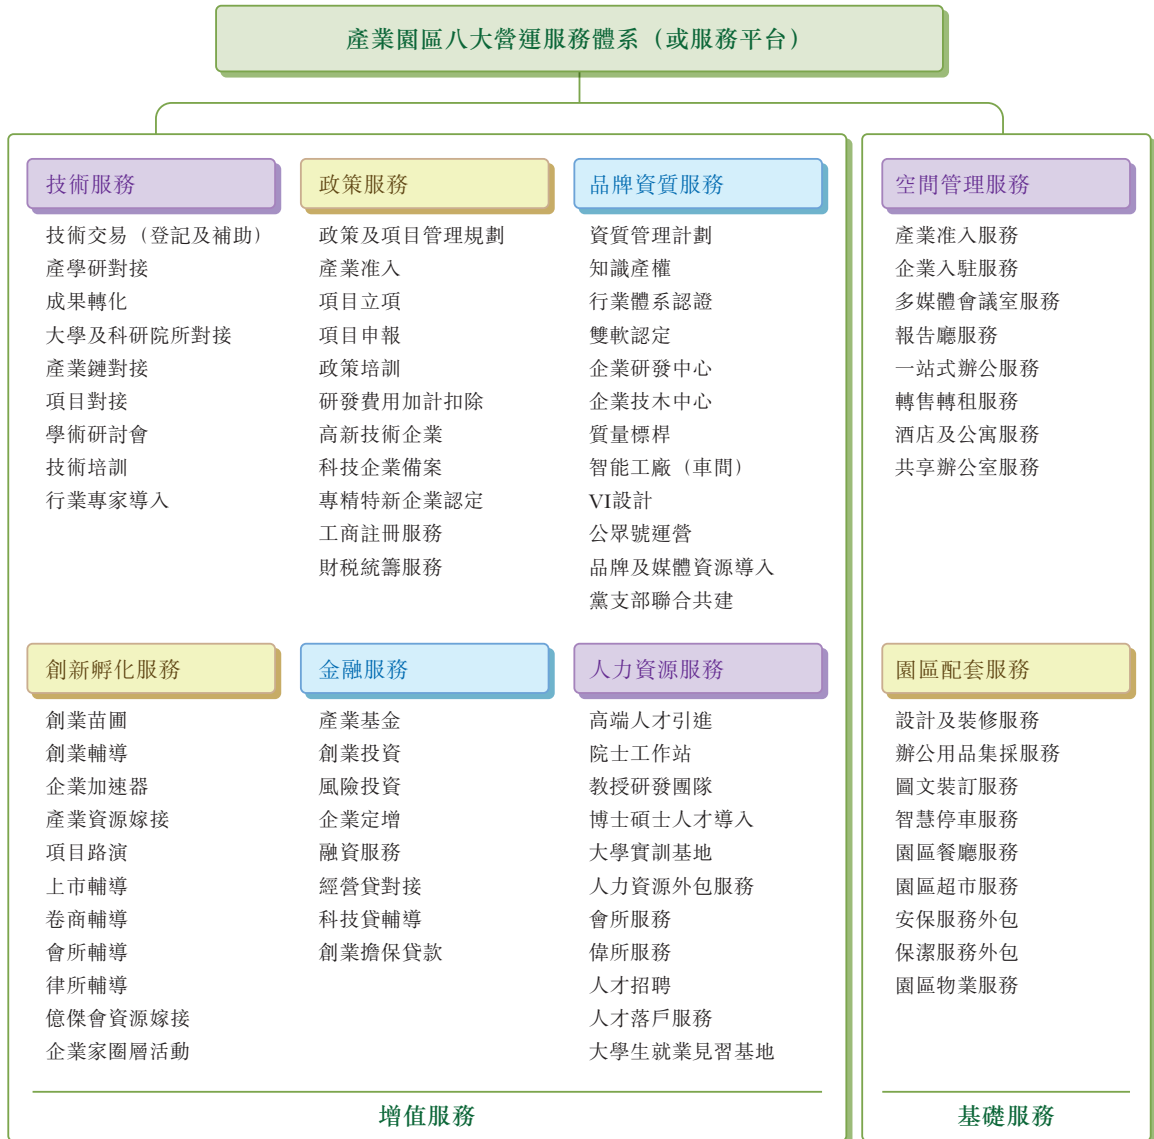 產業園區八大營運服務體系（或服務平台）
技術服務
技術交易（登記及補助）
產學研對接
成果轉化
大學及科研院所對接
產業鏈對接
項目對接
學術研討會
技術培訓
行業專家導入
政策服務
政策及項目管理規劃
產業准入
項目立項
項目申報
政策培訓
研發費用加計扣除
高新技術企業
科技企業備案
專精特新企業認定
工商註冊服務
財税統籌服務
品牌資質服務
資質管理計劃
知識產權
行業體系認證
雙軟認定
企業研發中心
企業技木中心
質量標桿
智能工廠（車間）
VI設計
公眾號運營
品牌及媒體資源導入
黨支部聯合共建
創新孵化服務
創業苗圃
創業輔導
企業加速器
產業資源嫁接
項目路演
上市輔導
卷商輔導
會所輔導
律所輔導
億傑會資源嫁接
企業家圈層活動
金融服務
產業基金
創業投資
風險投資
企業定增
融資服務
經營貸對接
科技貸輔導
創業擔保貸款
人力資源服務
高端人才引進
院士工作站
教授研發團隊
博士碩士人才導入
大學實訓基地
人力資源外包服務
會所服務
偉所服務
人才招聘
人才落戶服務
大學生就業見習基地
增值服務
空間管理服務
產業准入服務
企業入駐服務
多媒體會議室服務
報告廳服務
一站式辦公服務
轉售轉租服務
酒店及公寓服務
共享辦公室服務
園區配套服務
設計及裝修服務
辦公用品集採服務
圖文裝訂服務
智慧停車服務
園區餐廳服務
園區超市服務
安保服務外包
保潔服務外包
園區物業服務
基礎服務